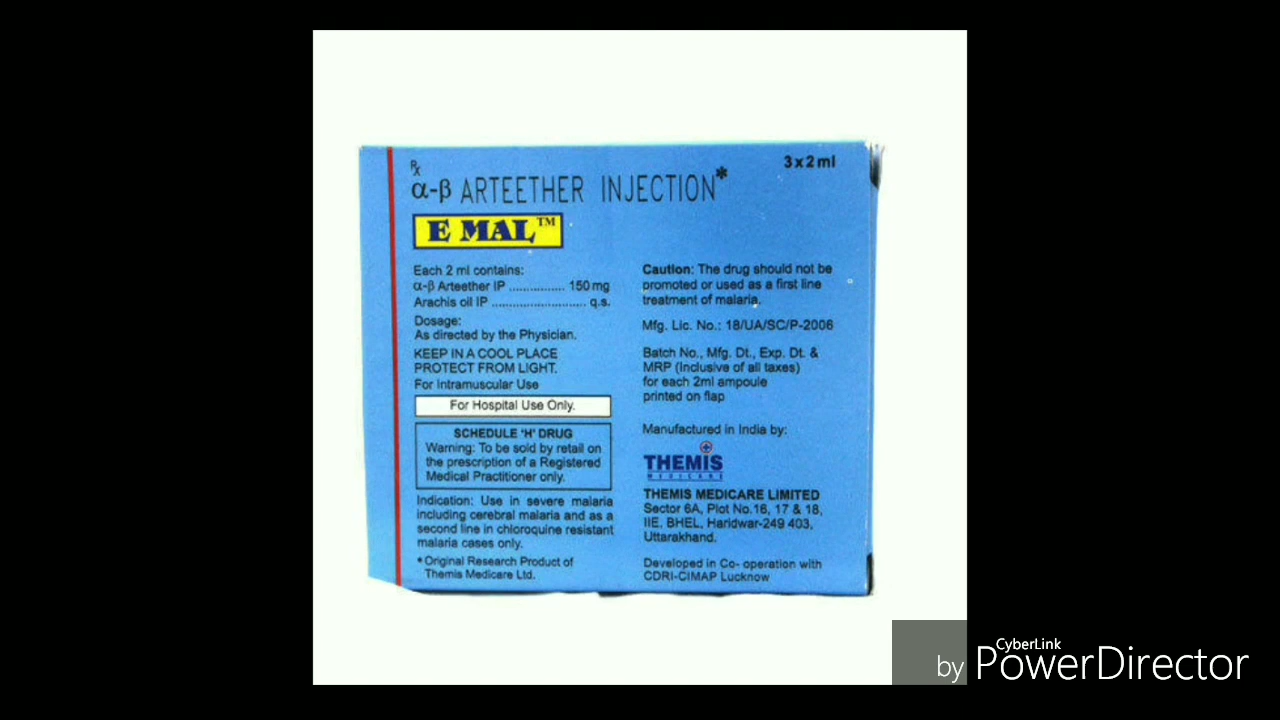 Rx
α-β ARTEETHER INJECTION*
3 x 2 ml
E MAL™
Each 2 ml contains:
α-β Arteether IP ................ 150 mg
Arachis oil IP ........................... q.s.
Dosage:
As directed by the Physician.
KEEP IN A COOL PLACE
PROTECT FROM LIGHT.
For Intramuscular Use
For Hospital Use Only.
SCHEDULE 'H' DRUG
Warning: To be sold by retail on
the prescription of a Registered
Medical Practitioner only.
Indication: Use in severe malaria
including cerebral malaria and as a
second line in chloroquine resistant
malaria cases only.
* Original Research Product of
Themis Medicare Ltd.
Caution: The drug should not be
promoted or used as a first line
treatment of malaria.
Mfg. Lic. No.: 18/UA/SC/P-2006
Batch No., Mfg. Dt., Exp. Dt. &
MRP (Inclusive of all taxes)
for each 2ml ampoule
printed on flap
Manufactured in India by:
THEMIS
MEDICARE
THEMIS MEDICARE LIMITED
Sector 6A, Plot No.16, 17 & 18,
IIE, BHEL, Haridwar-249 403,
Uttarakhand.
Developed in Co- operation with
CDRI-CIMAP Lucknow
CyberLink
by PowerDirector